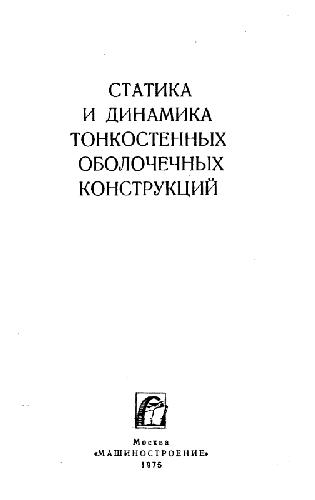 СТАТИКА
И ДИНАМИКА
ТОНКОСТЕННЫХ
ОБОЛОЧЕЧНЫХ
КОНСТРУКЦИЙ
Москва
«МАШИНОСТРОЕНИЕ»
1975